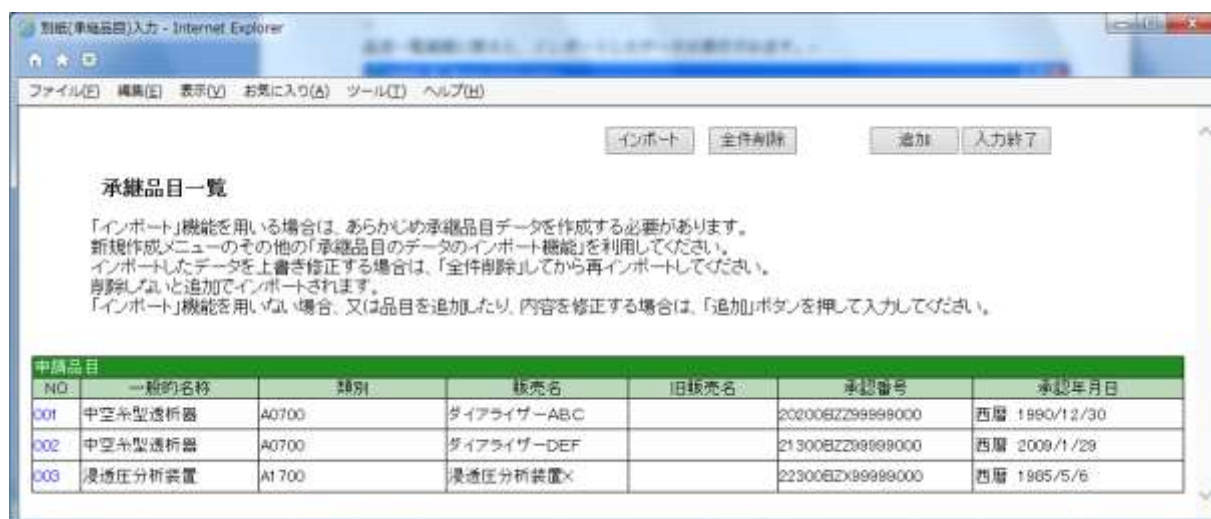 別紙(承継品目)入力 - Internet Explorer
ファイル(F) 編集(E) 表示(V) お気に入り(A) ツール(T) ヘルプ(H)
インポート 全件削除 追加 入力終了
承継品目一覧
「インポート」機能を用いる場合は、あらかじめ承継品目データを作成する必要があります。
新規作成メニューのその他の「承継品目のデータのインポート機能」を利用してください。
インポートしたデータを上書き修正する場合は、「全件削除」してから再インポートしてください。
削除しないと追加でインポートされます。
「インポート」機能を用いない場合、又は品目を追加したり、内容を修正する場合は、「追加」ボタンを押して入力してください。
申請品目
NO 一般的名称 類別 販売名 旧販売名 承認番号 承認年月日
001 中空糸型透析器 A0700 ダイアライザーABC 20200BZZ99999000 西暦 1990/12/30
002 中空糸型透析器 A0700 ダイアライザーDEF 21300BZZ99999000 西暦 2009/1/29
003 浸透圧分析装置 A1700 浸透圧分析装置X 22300BZX99999000 西暦 1985/5/6